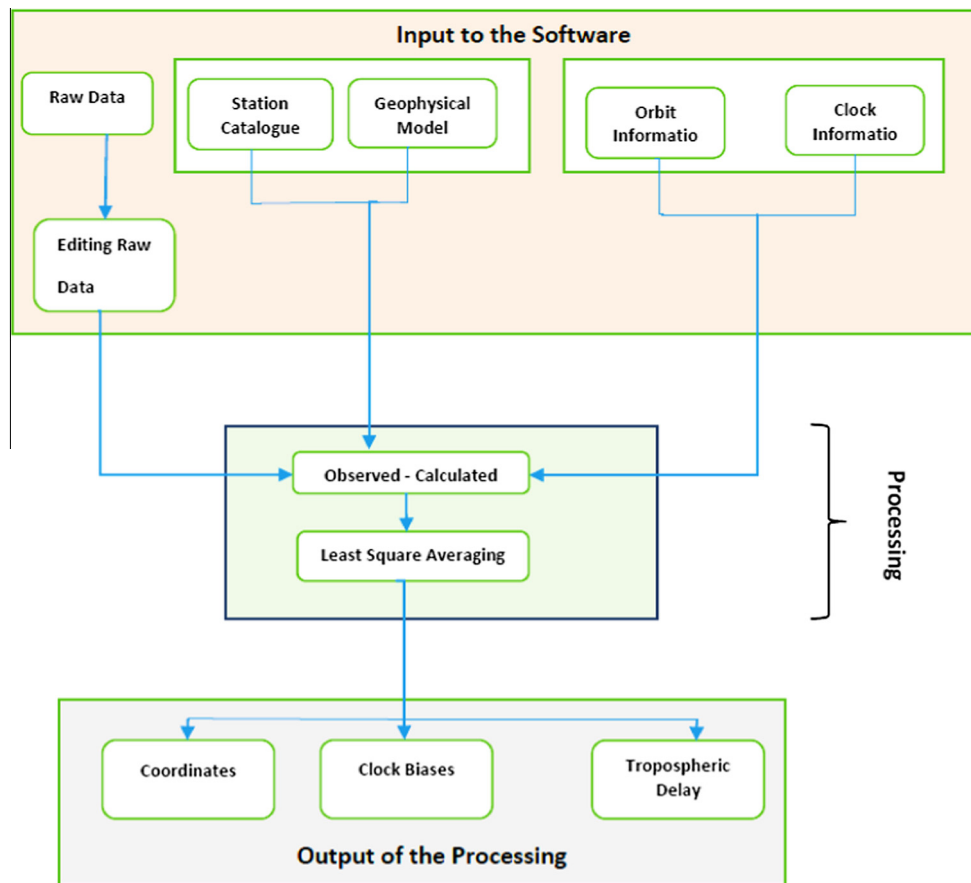 Input to the Software
Raw Data
Station
Catalogue
Geophysical
Model
Orbit
Informatio
Clock
Informatio
Editing Raw
Data
Observed - Calculated
Least Square Averaging
Processing
Coordinates
Clock Biases
Tropospheric
Delay
Output of the Processing